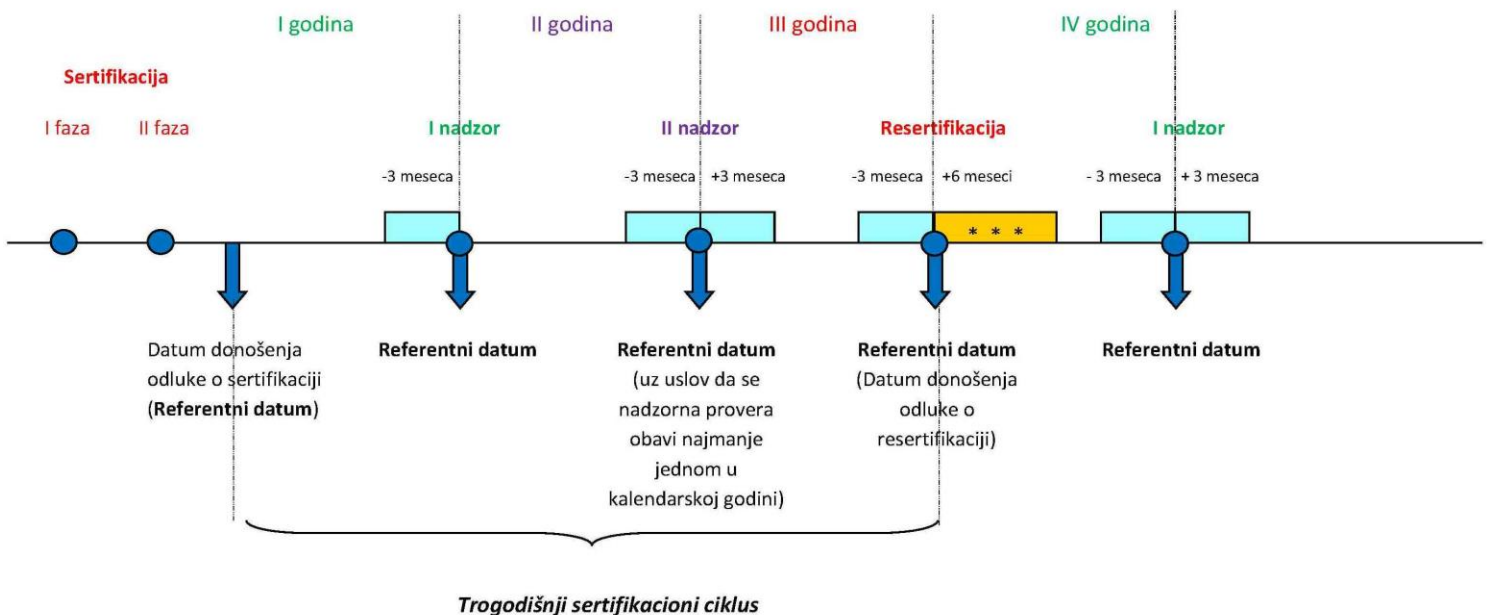 I godina
II godina
III godina
IV godina
Sertifikacija
I faza
II faza
I nadzor
II nadzor
Resertifikacija
I nadzor
-3 meseca
-3 meseca
+3 meseca
-3 meseca
+6 meseci
- 3 meseca
+ 3 meseca
* * *
Datum donošenja
odluke o sertifikaciji
(Referentni datum)
Referentni datum
Referentni datum
(uz uslov da se
nadzorna provera
obavi najmanje
jednom u
kalendarskoj godini)
Referentni datum
(Datum donošenja
odluke o
resertifikaciji)
Referentni datum
Trogodišnji sertifikacioni ciklus